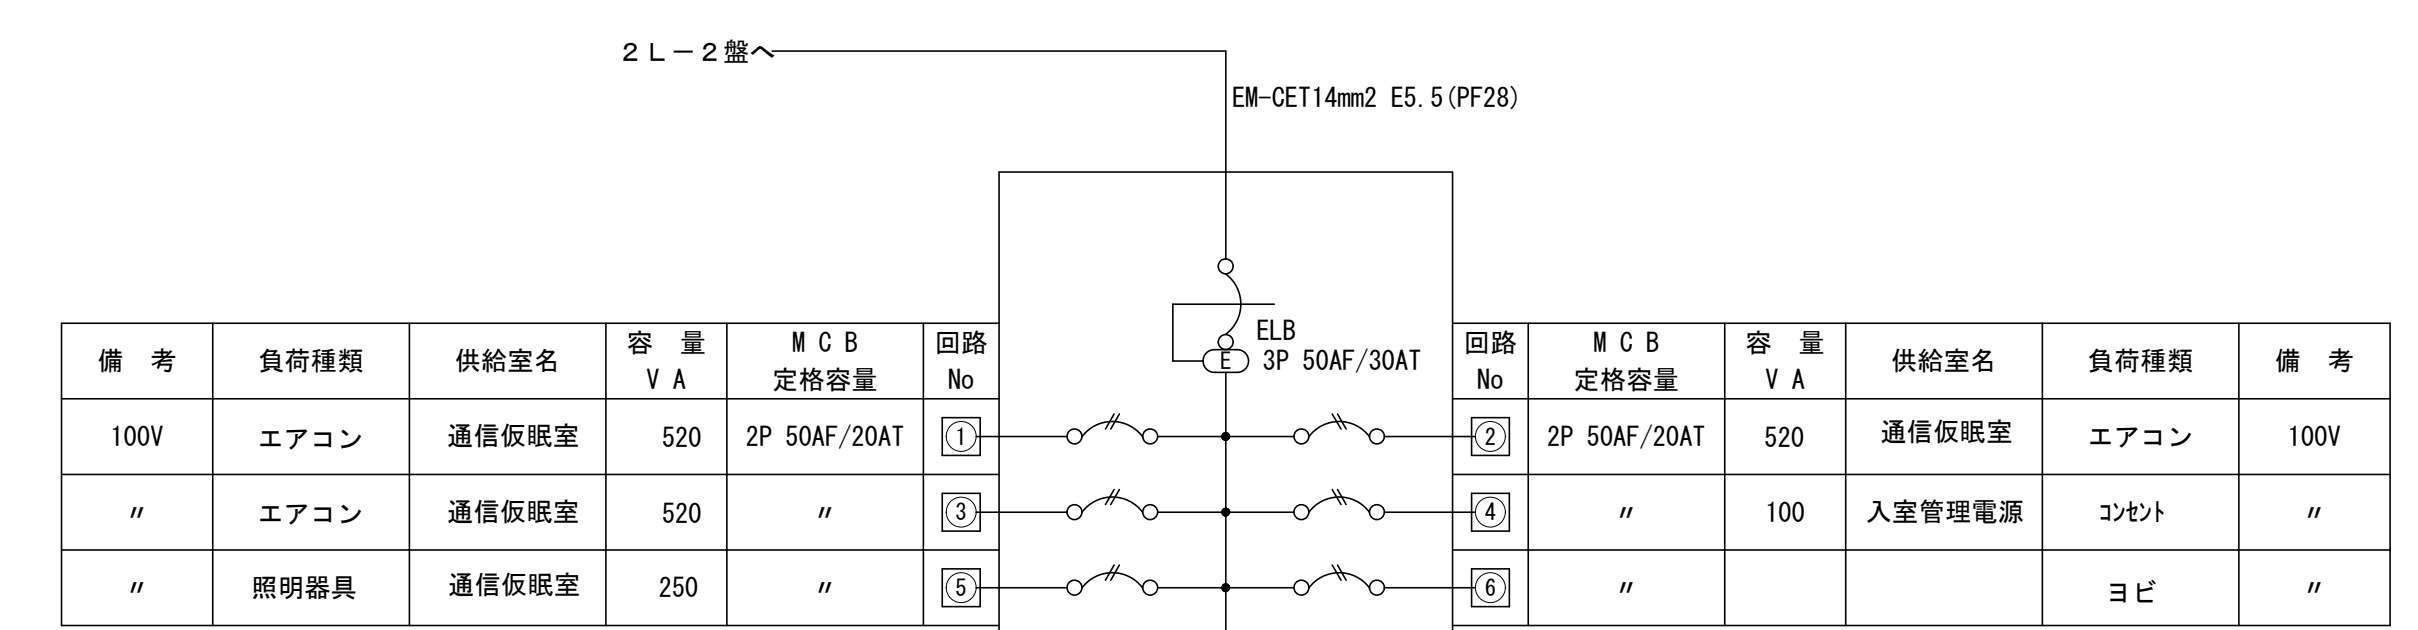 ２Ｌ－２盤へ
EM-CET14mm2 E5.5(PF28)
ELB
3P 50AF/30AT
E
備 考 負荷種類 供給室名 容 量 VA MCB 定格容量 回路 No
100V エアコン 通信仮眠室 520 2P 50AF/20AT ①
〃 エアコン 通信仮眠室 520 〃 ③
〃 照明器具 通信仮眠室 250 〃 ⑤
回路 No MCB 定格容量 容 量 VA 供給室名 負荷種類 備 考
② 2P 50AF/20AT 520 通信仮眠室 エアコン 100V
④ 〃 100 入室管理電源 ｺﾝｾﾝﾄ 〃
⑥ 〃 ヨビ 〃